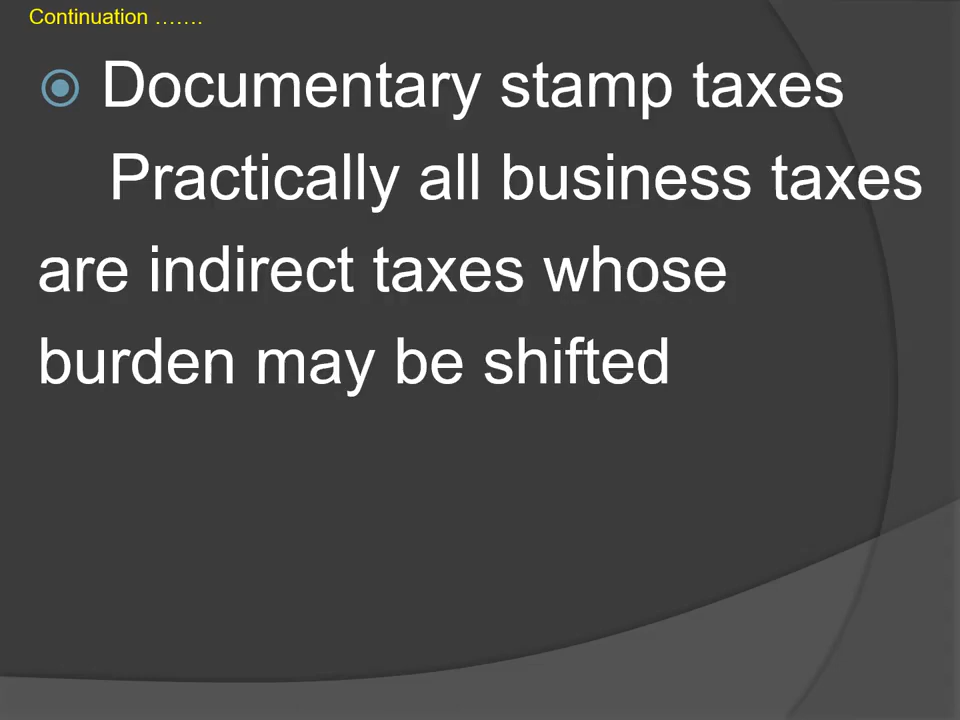 Continuation …….
Documentary stamp taxes
Practically all business taxes
are indirect taxes whose
burden may be shifted